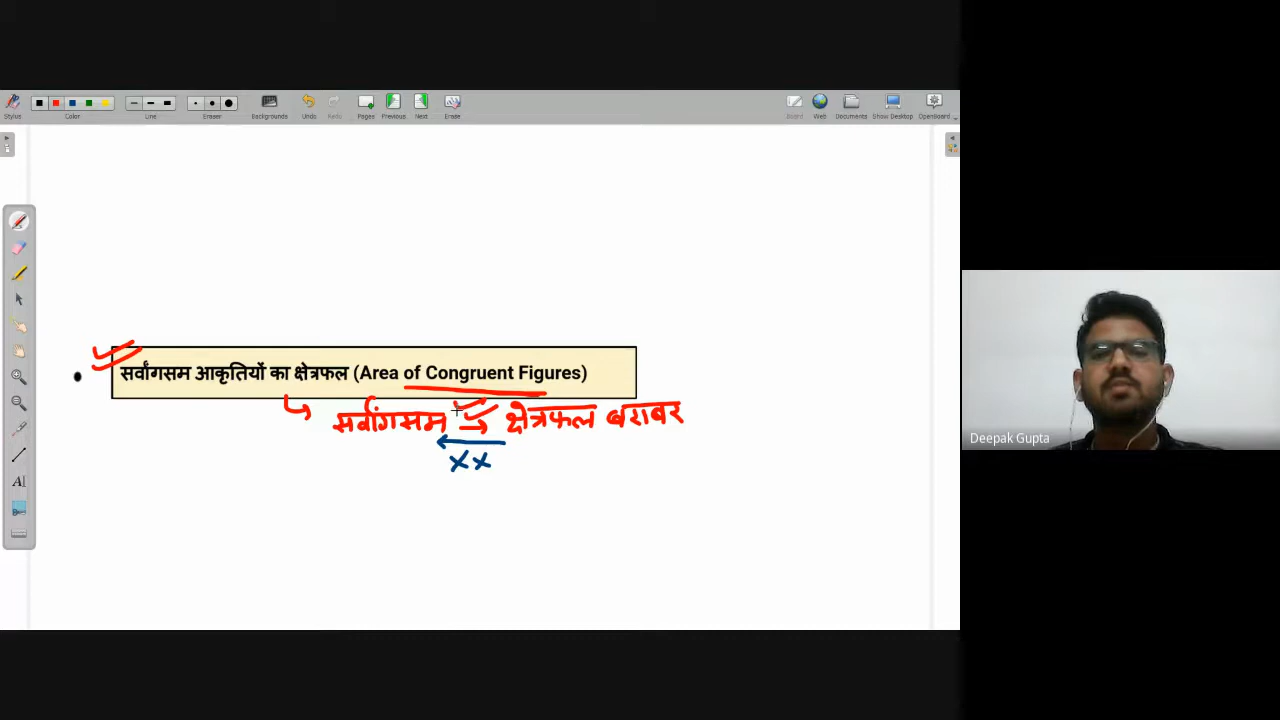 Stylus Color Line Eraser Backgrounds Undo Redo Pages Previous Next Erase Board Web Documents Show Desktop OpenBoard
सर्वांगसम आकृतियों का क्षेत्रफल (Area of Congruent Figures)
सर्वांगसम → क्षेत्रफल बराबर
××
Deepak Gupta